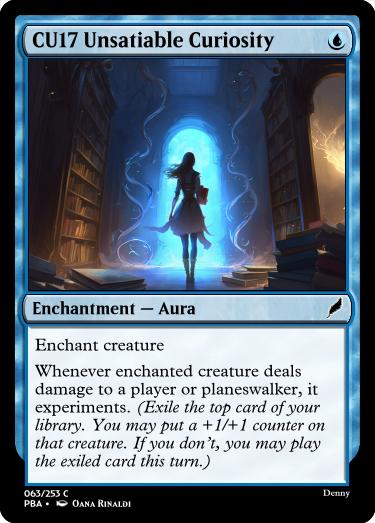 CU17 Unsatiable Curiosity
Enchantment — Aura
Enchant creature
Whenever enchanted creature deals
damage to a player or planeswalker, it
experiments. (Exile the top card of your
library. You may put a +1/+1 counter on
that creature. If you don't, you may play
the exiled card this turn.)
063/253 C
Denny
PBA • Oana Rinaldi